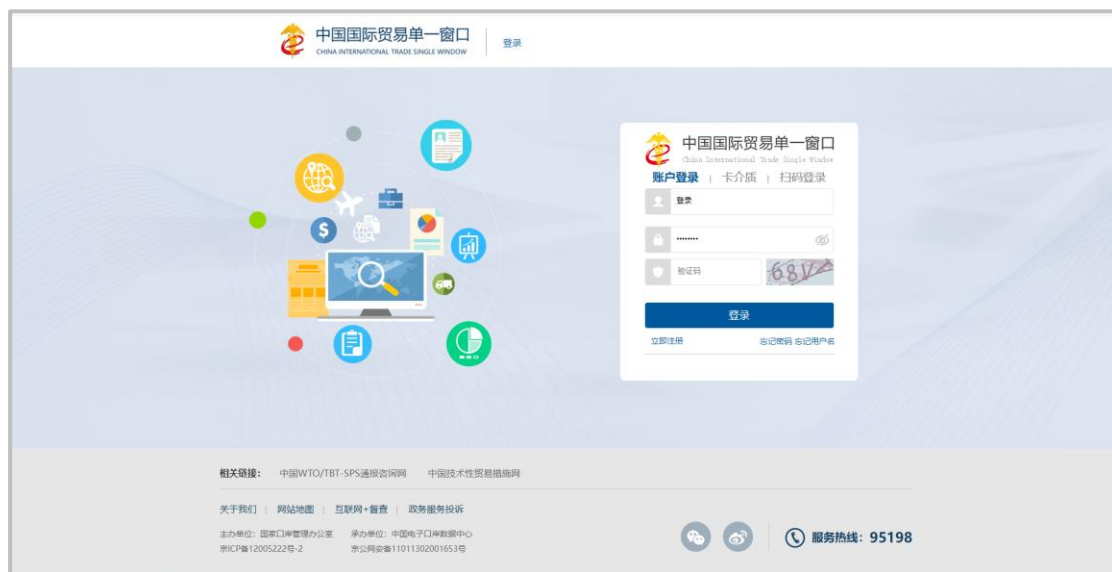 中国国际贸易单一窗口
CHINA INTERNATIONAL TRADE SINGLE WINDOW
登录
中国国际贸易单一窗口
China International Trade Single Window
账户登录 | 卡介质 | 扫码登录
登录
········
验证码
登录
立即注册 忘记密码 忘记用户名
相关链接: 中国WTO/TBT-SPS通报咨询网 中国技术性贸易措施网
关于我们 | 网站地图 | 互联网+督查 | 政务服务投诉
主办单位:国家口岸管理办公室 承办单位:中国电子口岸数据中心
京ICP备12005222号-2 京公网安备11011302001653号
服务热线:95198